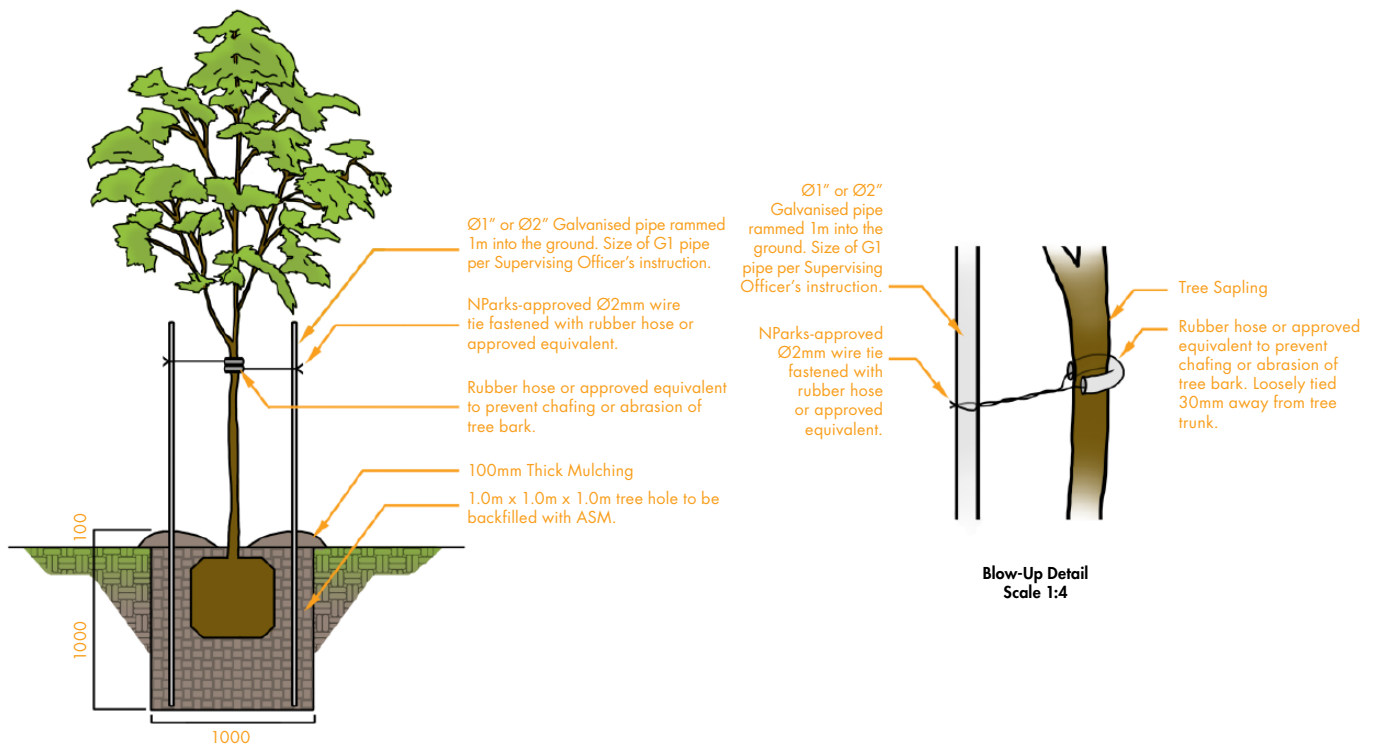 Ø1” or Ø2” Galvanised pipe rammed
1m into the ground. Size of G1 pipe
per Supervising Officer’s instruction.
NParks-approved Ø2mm wire
tie fastened with rubber hose or
approved equivalent.
Rubber hose or approved equivalent
to prevent chafing or abrasion of
tree bark.
100mm Thick Mulching
1.0m x 1.0m x 1.0m tree hole to be
backfilled with ASM.
100
1000
1000
Ø1” or Ø2”
Galvanised pipe
rammed 1m into the
ground. Size of G1
pipe per Supervising
Officer’s instruction.
NParks-approved
Ø2mm wire tie
fastened with
rubber hose
or approved
equivalent.
Tree Sapling
Rubber hose or approved
equivalent to prevent
chafing or abrasion of
tree bark. Loosely tied
30mm away from tree
trunk.
Blow-Up Detail
Scale 1:4